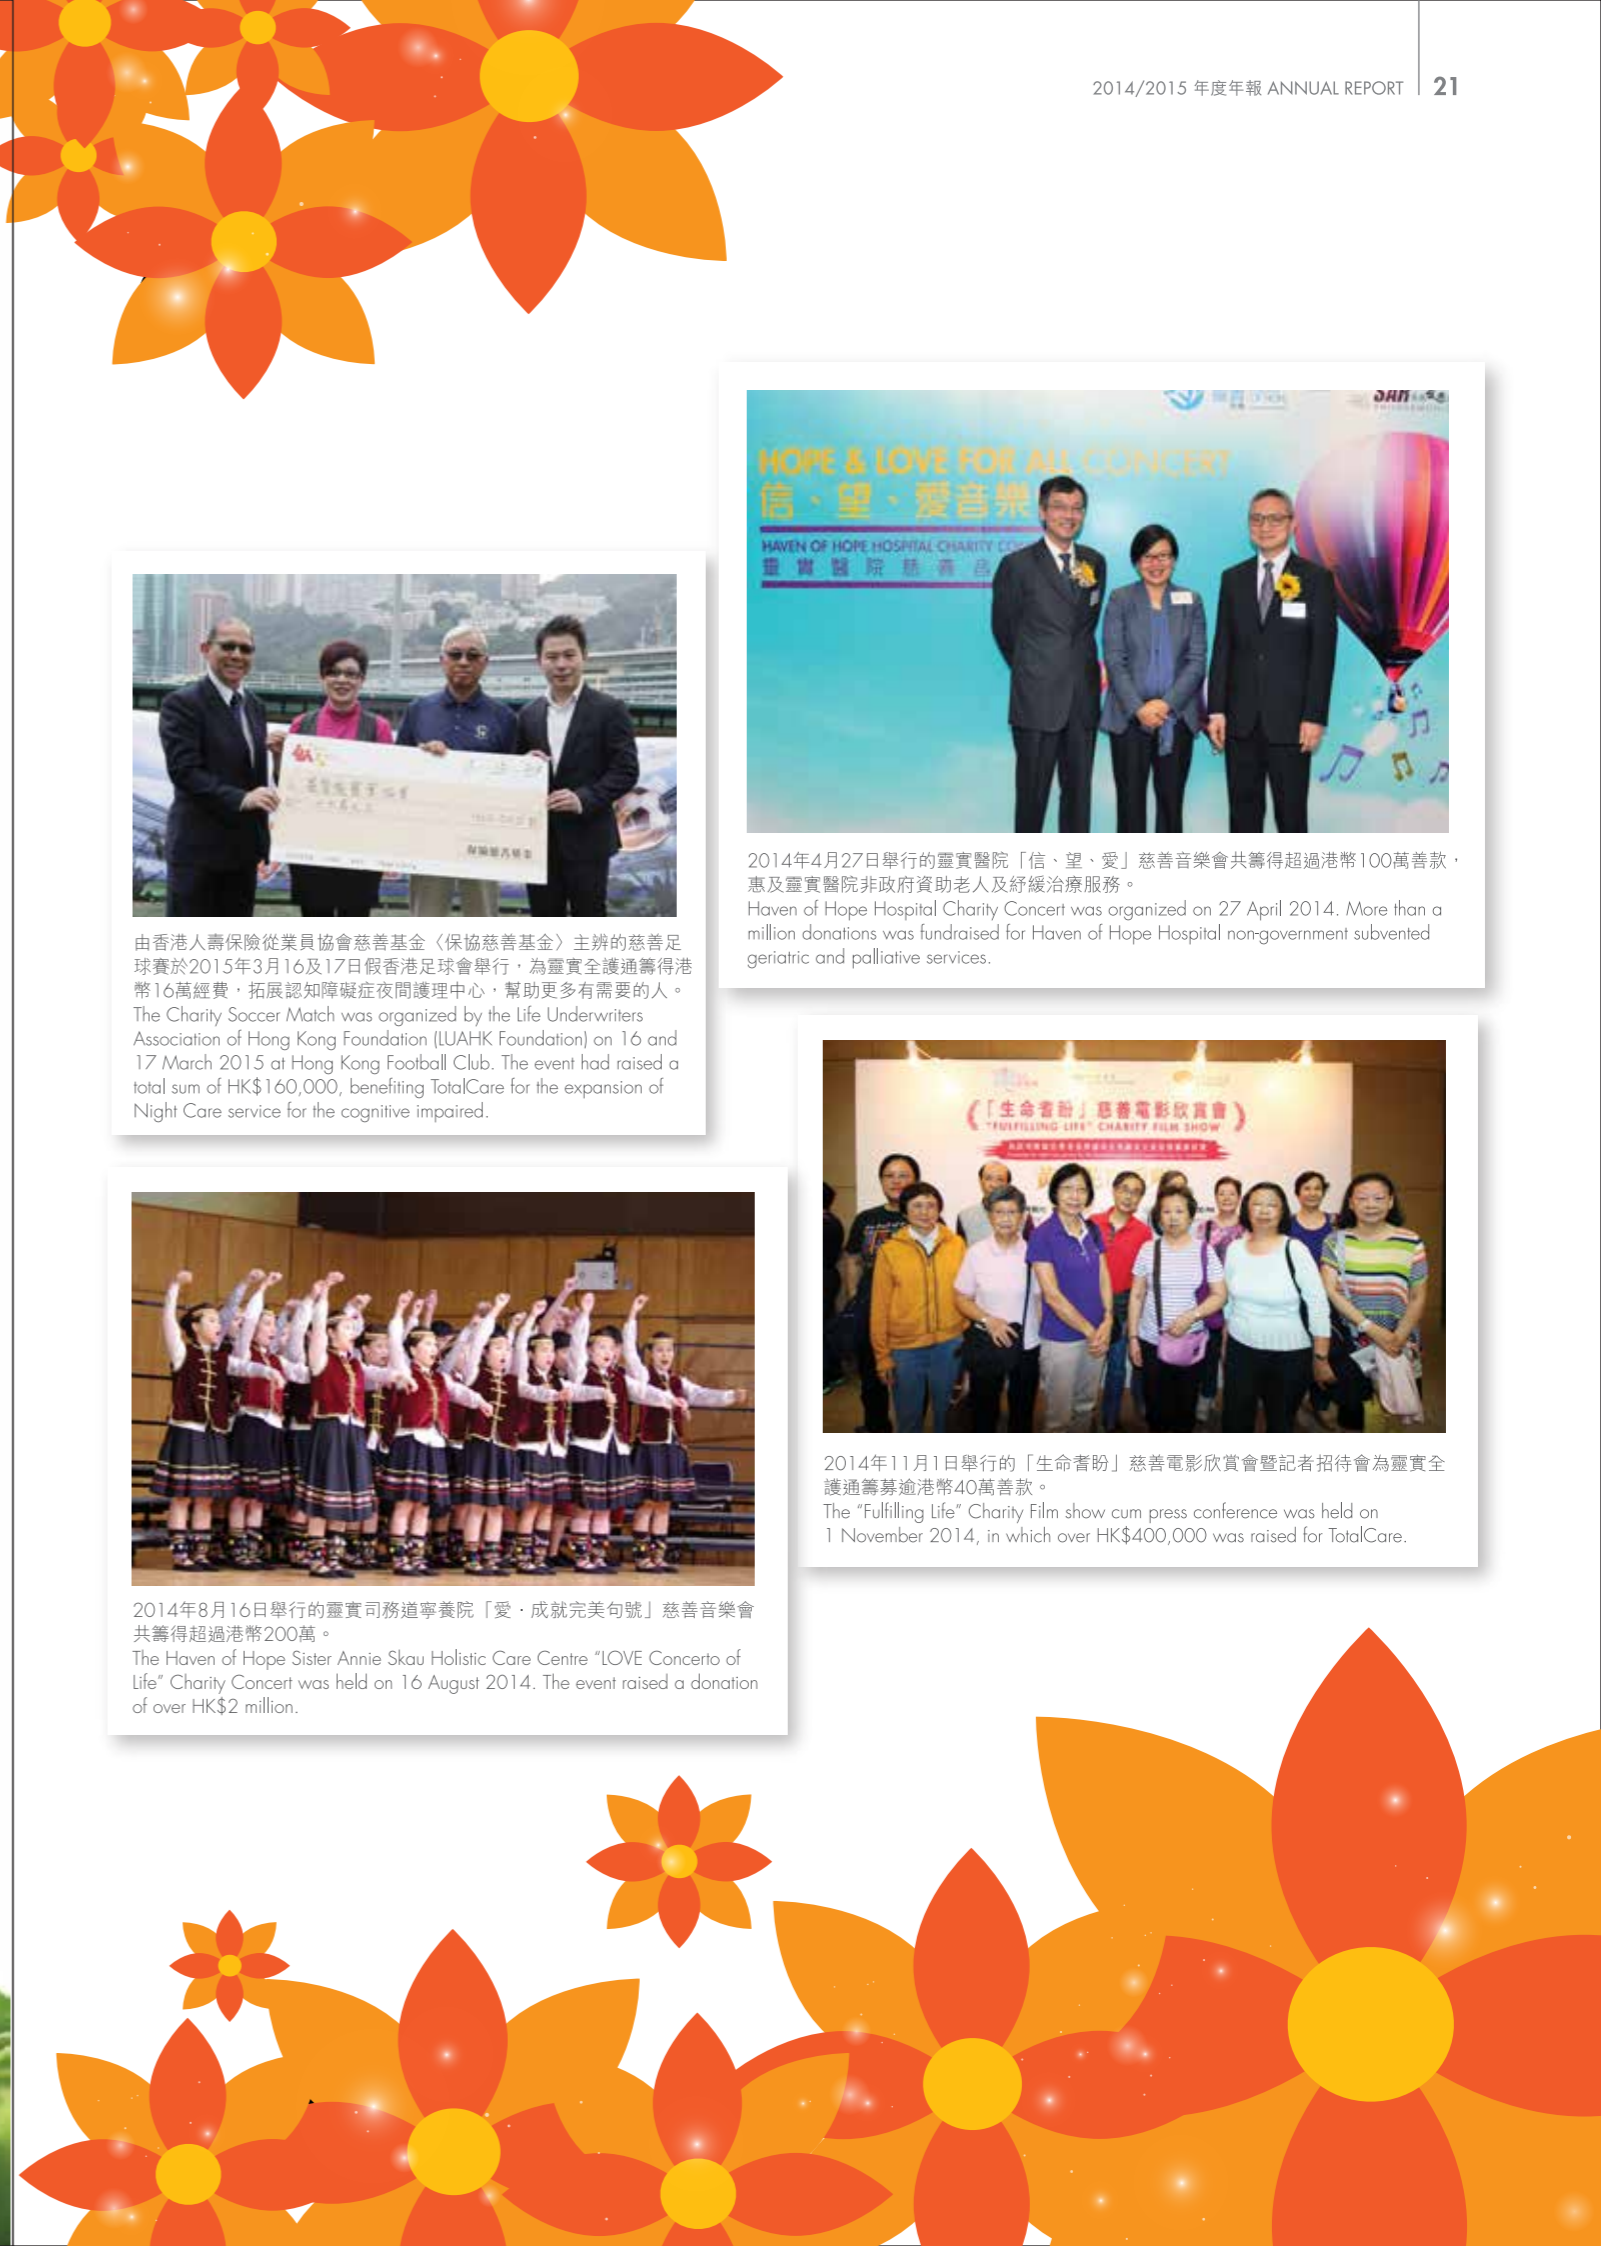 2014/2015 年度年報 ANNUAL REPORT 21
HOPE & LOVE FOR ALL CONCERT
信、望、愛音樂
HAVEN OF HOPE HOSPITAL CHARITY
靈實醫院慈善音
2014年4月27日舉行的靈實醫院「信、望、愛」慈善音樂會共籌得超過港幣100萬善款，
惠及靈實醫院非政府資助老人及紓緩治療服務。
Haven of Hope Hospital Charity Concert was organized on 27 April 2014. More than a
million donations was fundraised for Haven of Hope Hospital non-government subvented
geriatric and palliative services.
由香港人壽保險從業員協會慈善基金〈保協慈善基金〉主辨的慈善足
球賽於2015年3月16及17日假香港足球會舉行，為靈實全護通籌得港
幣16萬經費，拓展認知障礙症夜間護理中心，幫助更多有需要的人。
The Charity Soccer Match was organized by the Life Underwriters
Association of Hong Kong Foundation (LUAHK Foundation) on 16 and
17 March 2015 at Hong Kong Football Club. The event had raised a
total sum of HK$160,000, benefiting TotalCare for the expansion of
Night Care service for the cognitive impaired.
「生命耆盼」慈善電影欣賞會
"FULFILLING LIFE" CHARITY FILM SHOW
2014年11月1日舉行的「生命耆盼」慈善電影欣賞會暨記者招待會為靈實全
護通籌募逾港幣40萬善款。
The “Fulfilling Life” Charity Film show cum press conference was held on
1 November 2014, in which over HK$400,000 was raised for TotalCare.
2014年8月16日舉行的靈實司務道寧養院「愛．成就完美句號」慈善音樂會
共籌得超過港幣200萬。
The Haven of Hope Sister Annie Skau Holistic Care Centre “LOVE Concerto of
Life” Charity Concert was held on 16 August 2014. The event raised a donation
of over HK$2 million.